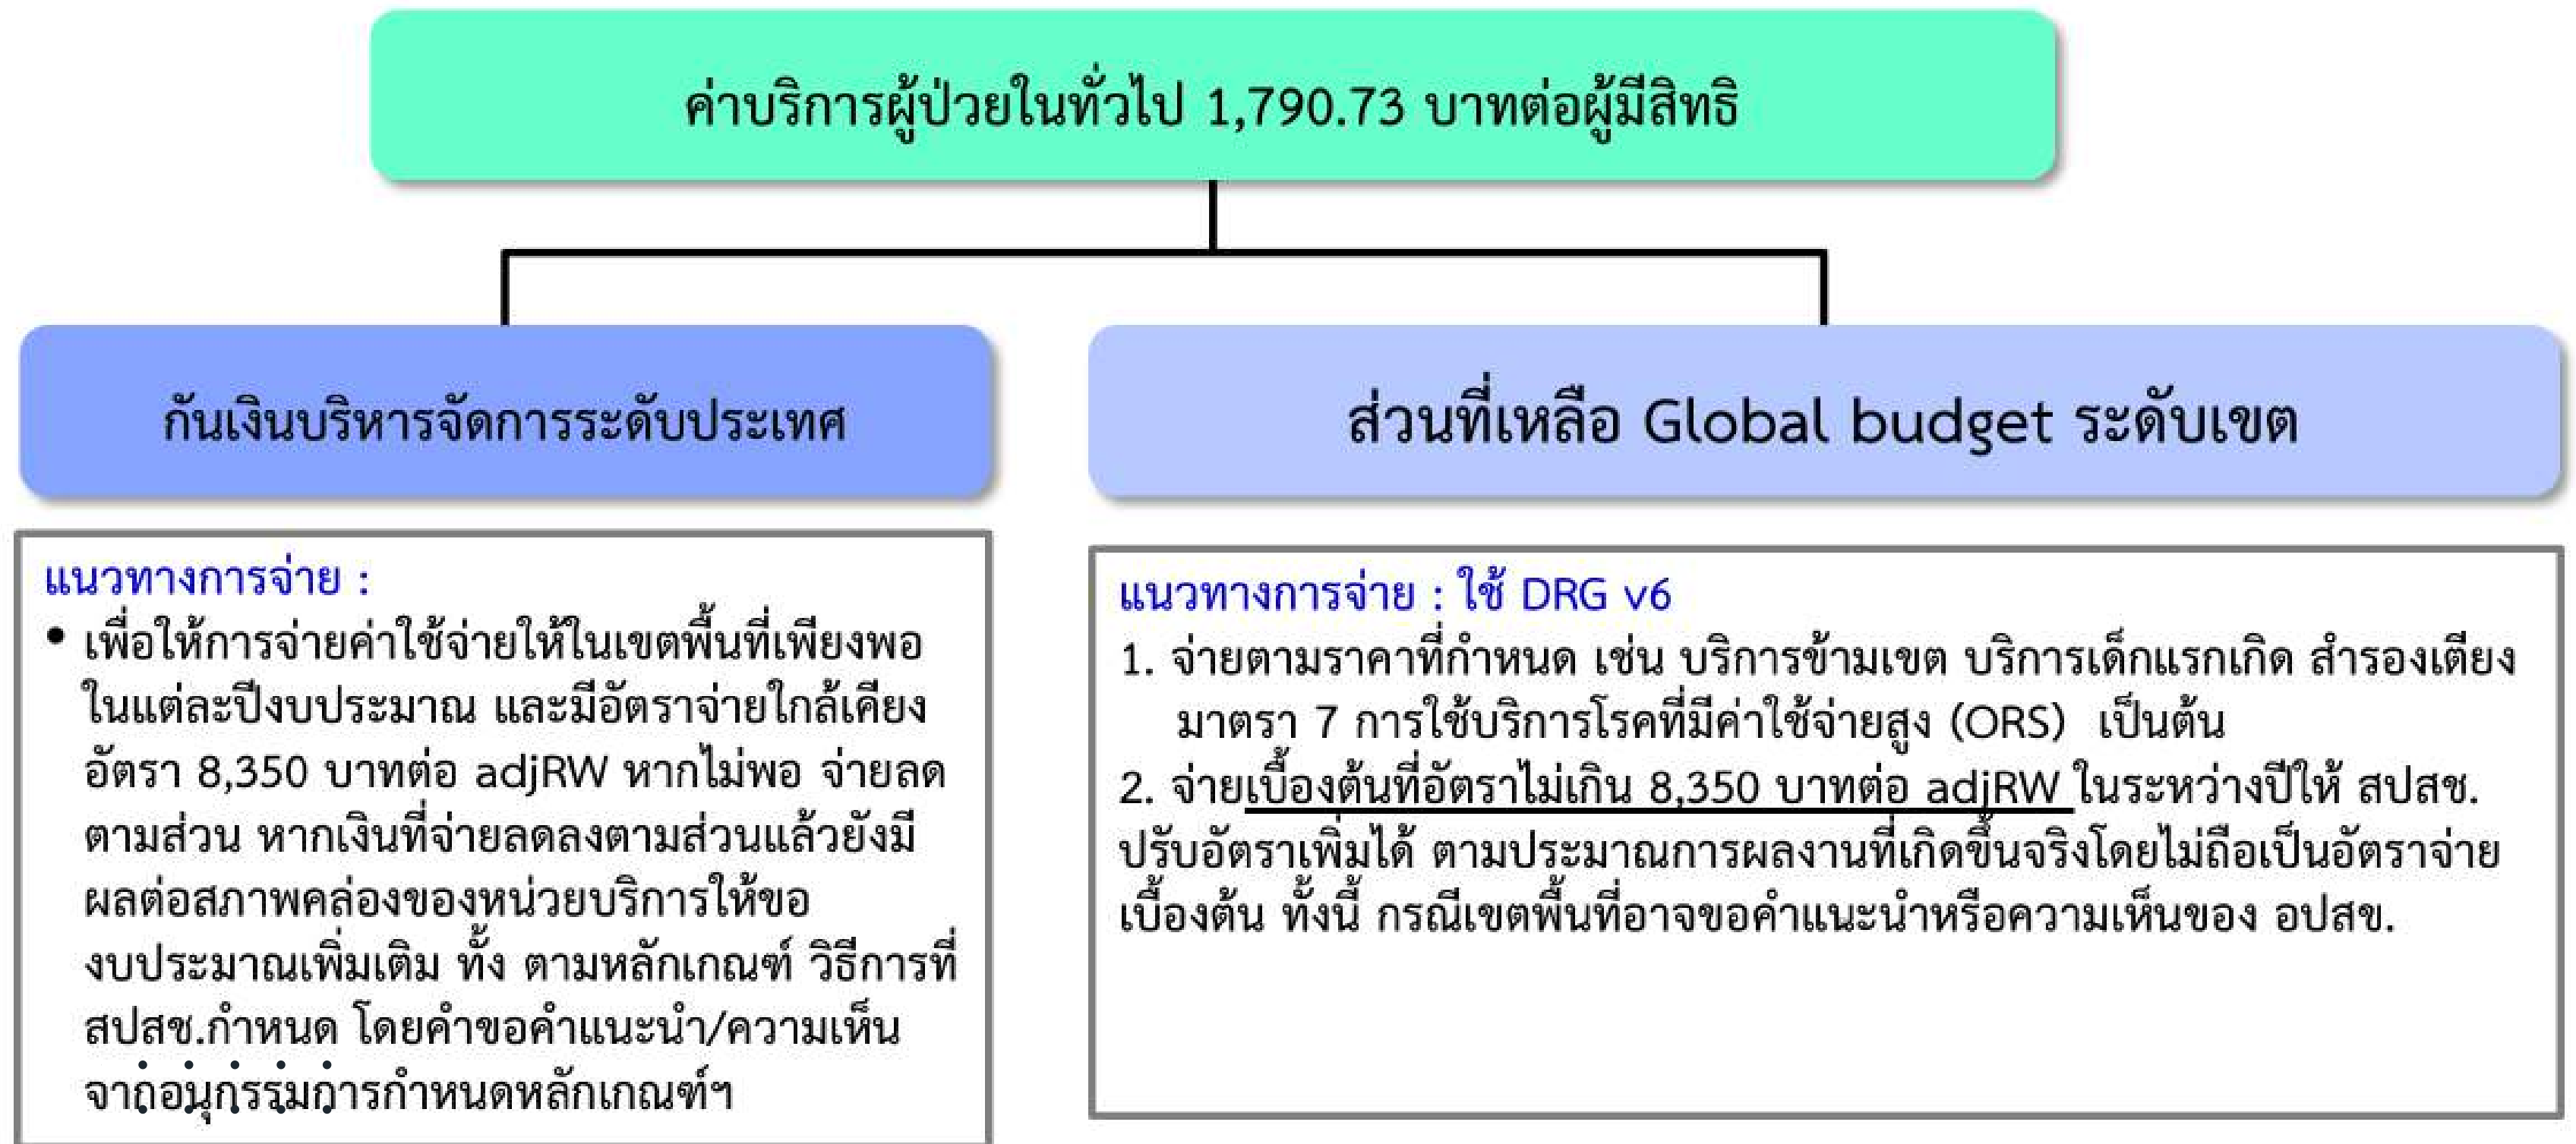 ค่าบริการผู้ป่วยในทั่วไป 1,790.73 บาทต่อผู้มีสิทธิ
กันเงินบริหารจัดการระดับประเทศ
ส่วนที่เหลือ Global budget ระดับเขต
แนวทางการจ่าย :
• เพื่อให้การจ่ายค่าใช้จ่ายให้ในเขตพื้นที่เพียงพอ
ในแต่ละปีงบประมาณ และมีอัตราจ่ายใกล้เคียง
อัตรา 8,350 บาทต่อ adjRW หากไม่พอ จ่ายลด
ตามส่วน หากเงินที่จ่ายลดลงตามส่วนแล้วยังมี
ผลต่อสภาพคล่องของหน่วยบริการให้ขอ
งบประมาณเพิ่มเติม ทั้ง ตามหลักเกณฑ์ วิธีการที่
สปสช.กำหนด โดยคำขอคำแนะนำ/ความเห็น
จากอนุกรรมการกำหนดหลักเกณฑ์ฯ
แนวทางการจ่าย : ใช้ DRG v6
1. จ่ายตามราคาที่กำหนด เช่น บริการข้ามเขต บริการเด็กแรกเกิด สำรองเตียง
มาตรา 7 การใช้บริการโรคที่มีค่าใช้จ่ายสูง (ORS) เป็นต้น
2. จ่ายเบื้องต้นที่อัตราไม่เกิน 8,350 บาทต่อ adjRW ในระหว่างปีให้ สปสช.
ปรับอัตราเพิ่มได้ ตามประมาณการผลงานที่เกิดขึ้นจริงโดยไม่ถือเป็นอัตราจ่าย
เบื้องต้น ทั้งนี้ กรณีเขตพื้นที่อาจขอคำแนะนำหรือความเห็นของ อปสข.